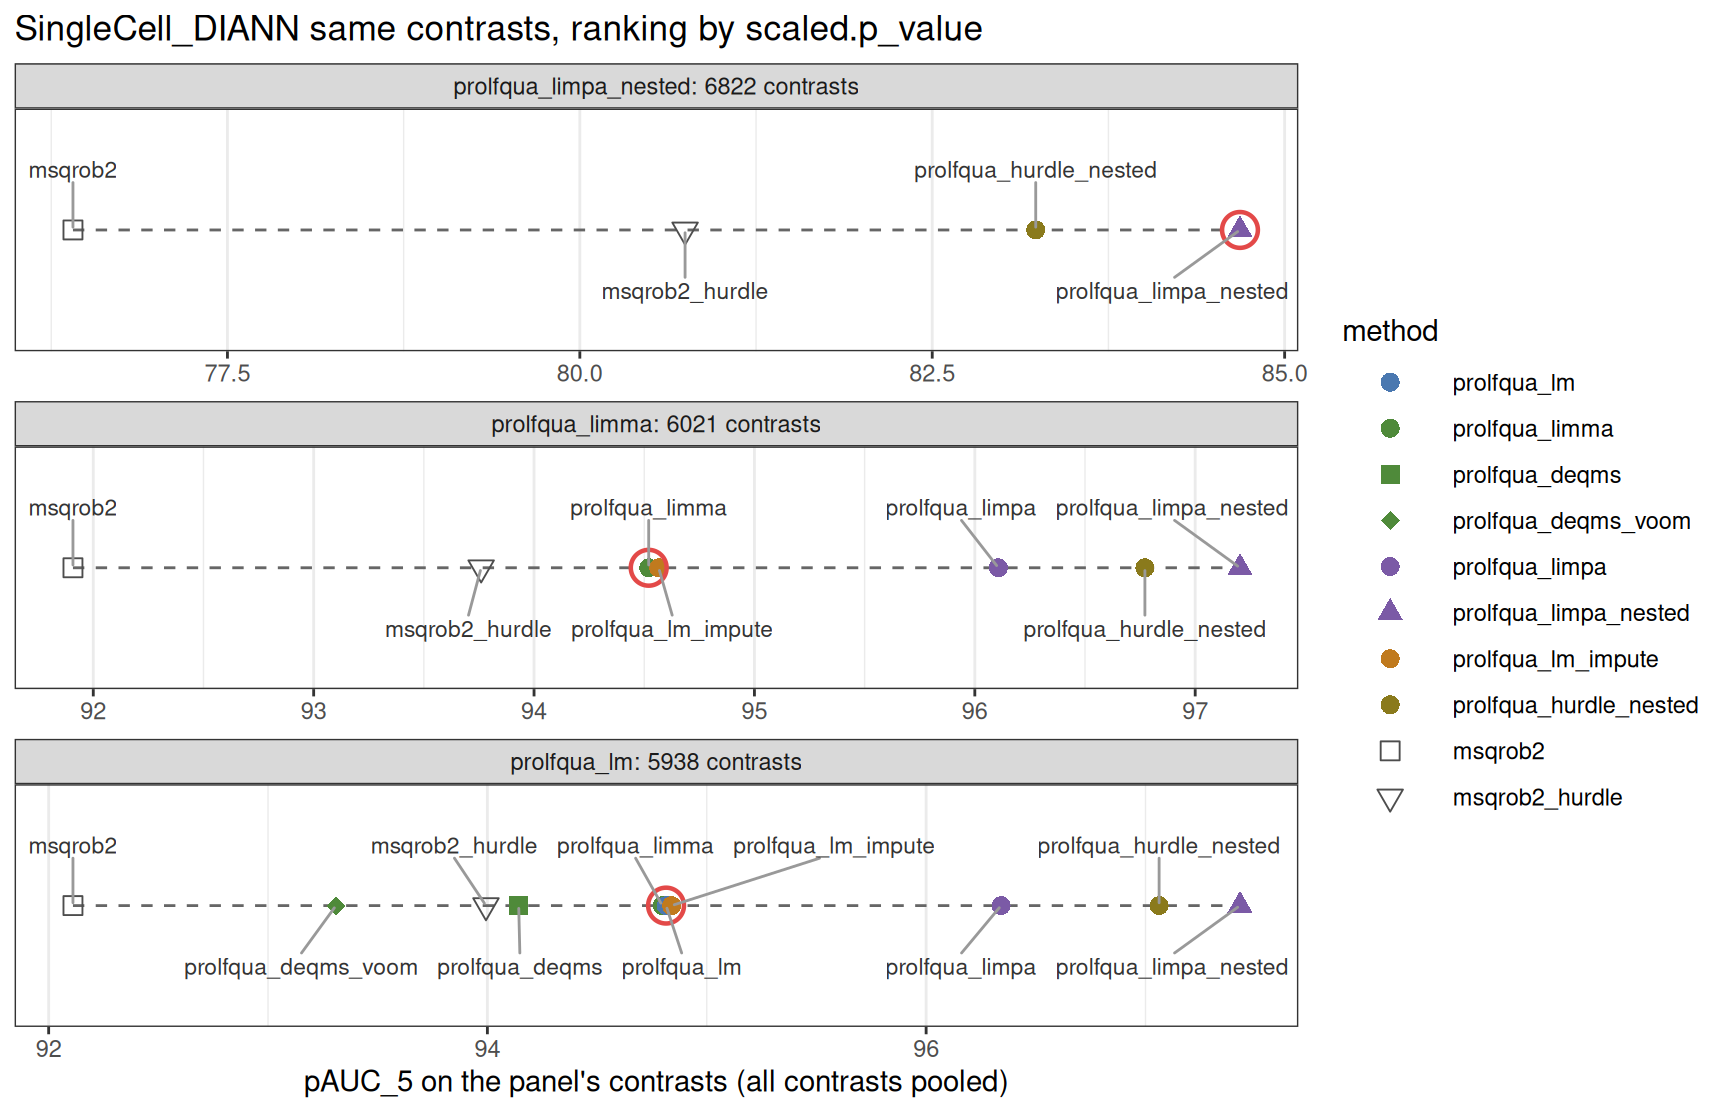 SingleCell_DIANN same contrasts, ranking by scaled.p_value
prolfqua_limpa_nested: 6822 contrasts
msqrob2
prolfqua_hurdle_nested
msqrob2_hurdle
prolfqua_limpa_nested
77.5
80.0
82.5
85.0
prolfqua_limma: 6021 contrasts
msqrob2
prolfqua_limma
prolfqua_limpa
prolfqua_limpa_nested
msqrob2_hurdle
prolfqua_lm_impute
prolfqua_hurdle_nested
92
93
94
95
96
97
prolfqua_lm: 5938 contrasts
msqrob2
msqrob2_hurdle
prolfqua_limma
prolfqua_lm_impute
prolfqua_hurdle_nested
prolfqua_deqms_voom
prolfqua_deqms
prolfqua_lm
prolfqua_limpa
prolfqua_limpa_nested
92
94
96
pAUC_5 on the panel's contrasts (all contrasts pooled)
method
prolfqua_lm
prolfqua_limma
prolfqua_deqms
prolfqua_deqms_voom
prolfqua_limpa
prolfqua_limpa_nested
prolfqua_lm_impute
prolfqua_hurdle_nested
msqrob2
msqrob2_hurdle